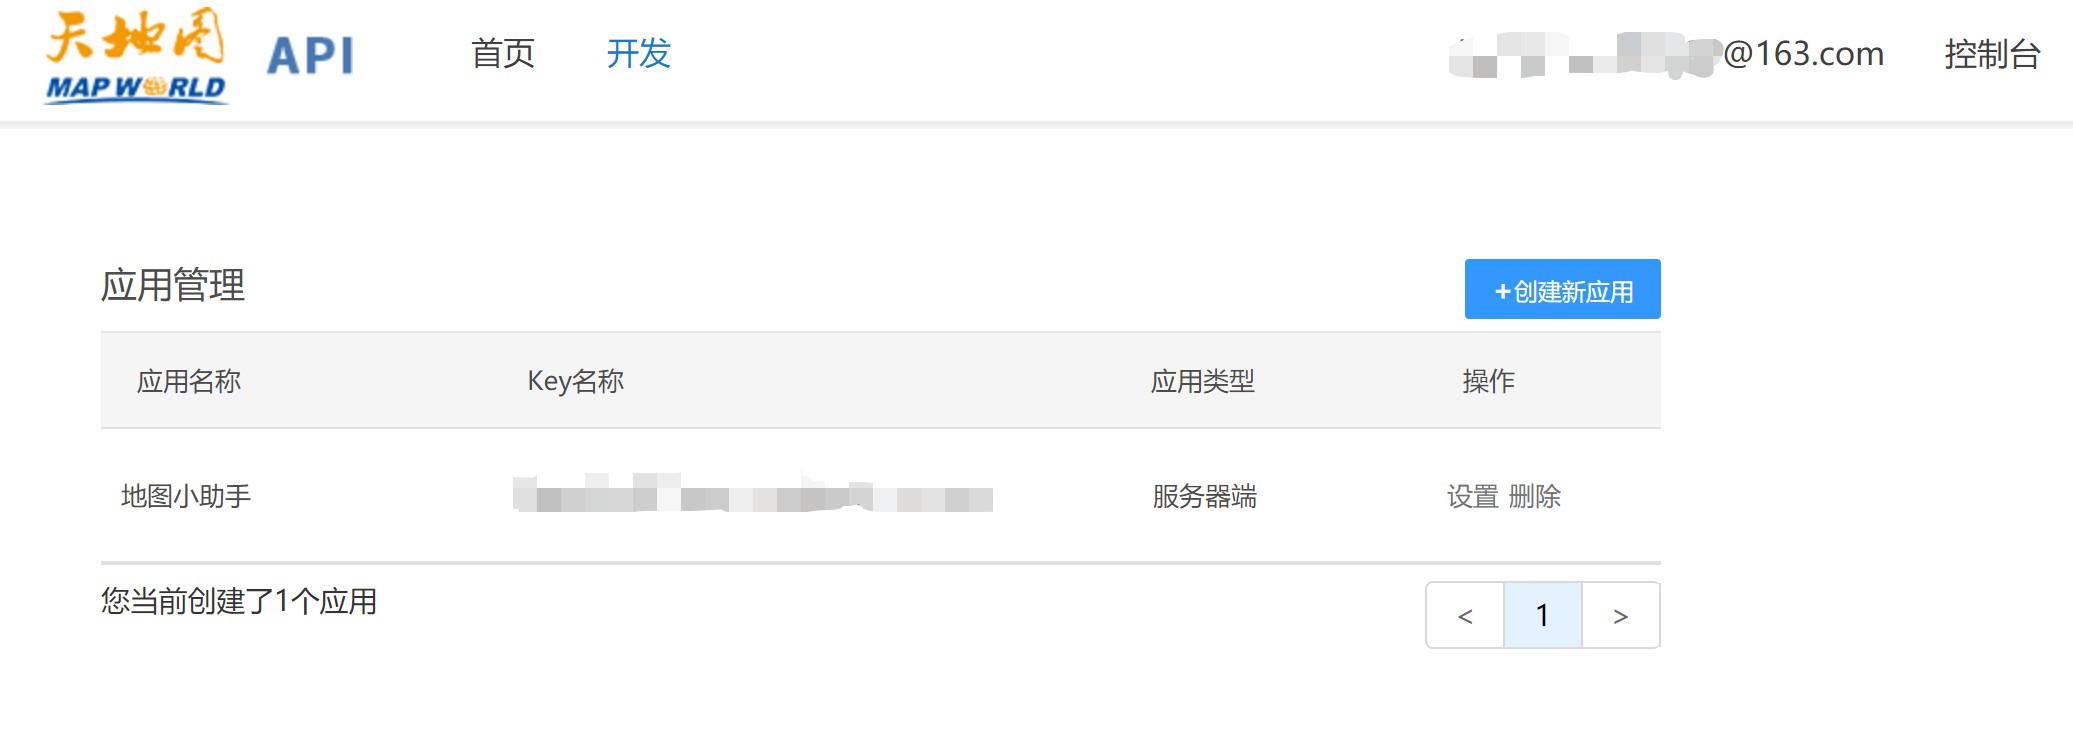 天地图
MAP WORLD
API
首页
开发
@163.com
控制台
应用管理
+创建新应用
应用名称
Key名称
应用类型
操作
地图小助手
服务器端
设置 删除
您当前创建了1个应用
< 1 >